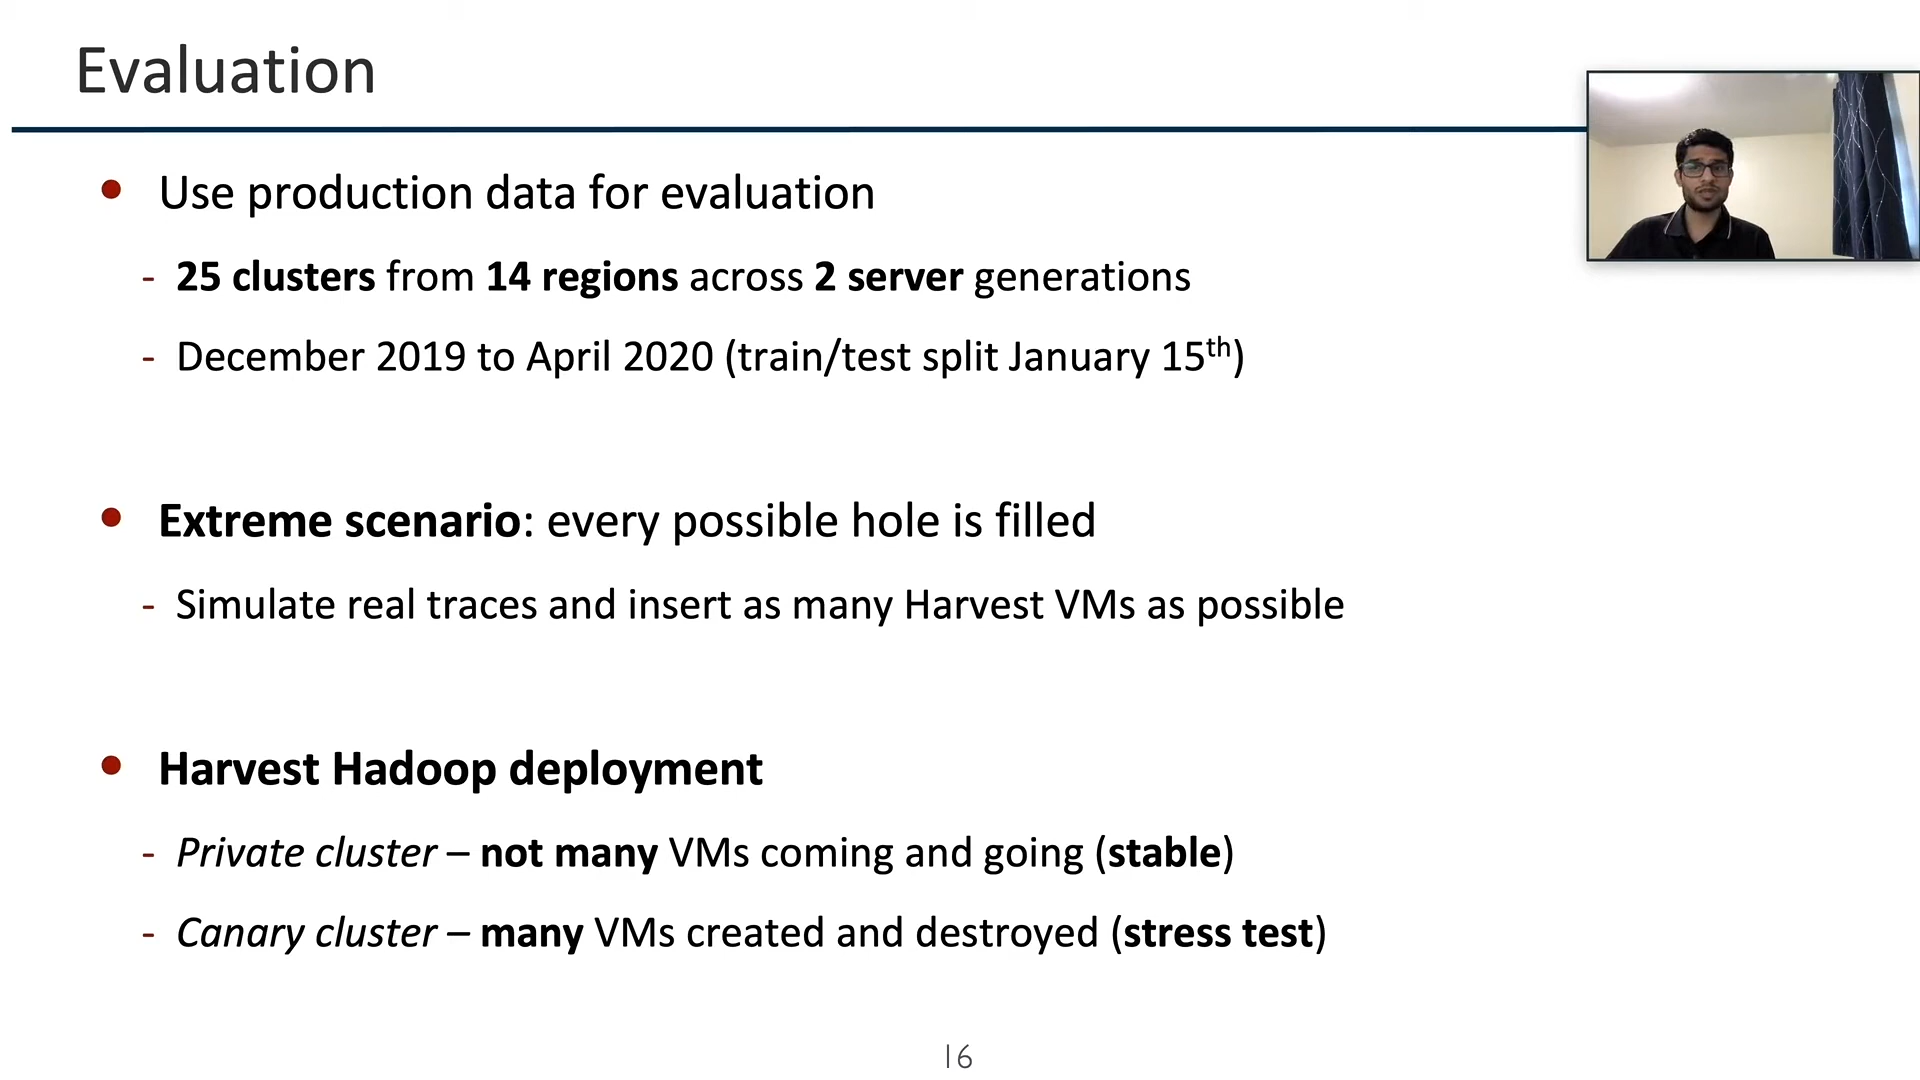 Evaluation
• Use production data for evaluation
- 25 clusters from 14 regions across 2 server generations
- December 2019 to April 2020 (train/test split January 15th)
• Extreme scenario: every possible hole is filled
- Simulate real traces and insert as many Harvest VMs as possible
• Harvest Hadoop deployment
- Private cluster – not many VMs coming and going (stable)
- Canary cluster – many VMs created and destroyed (stress test)
16